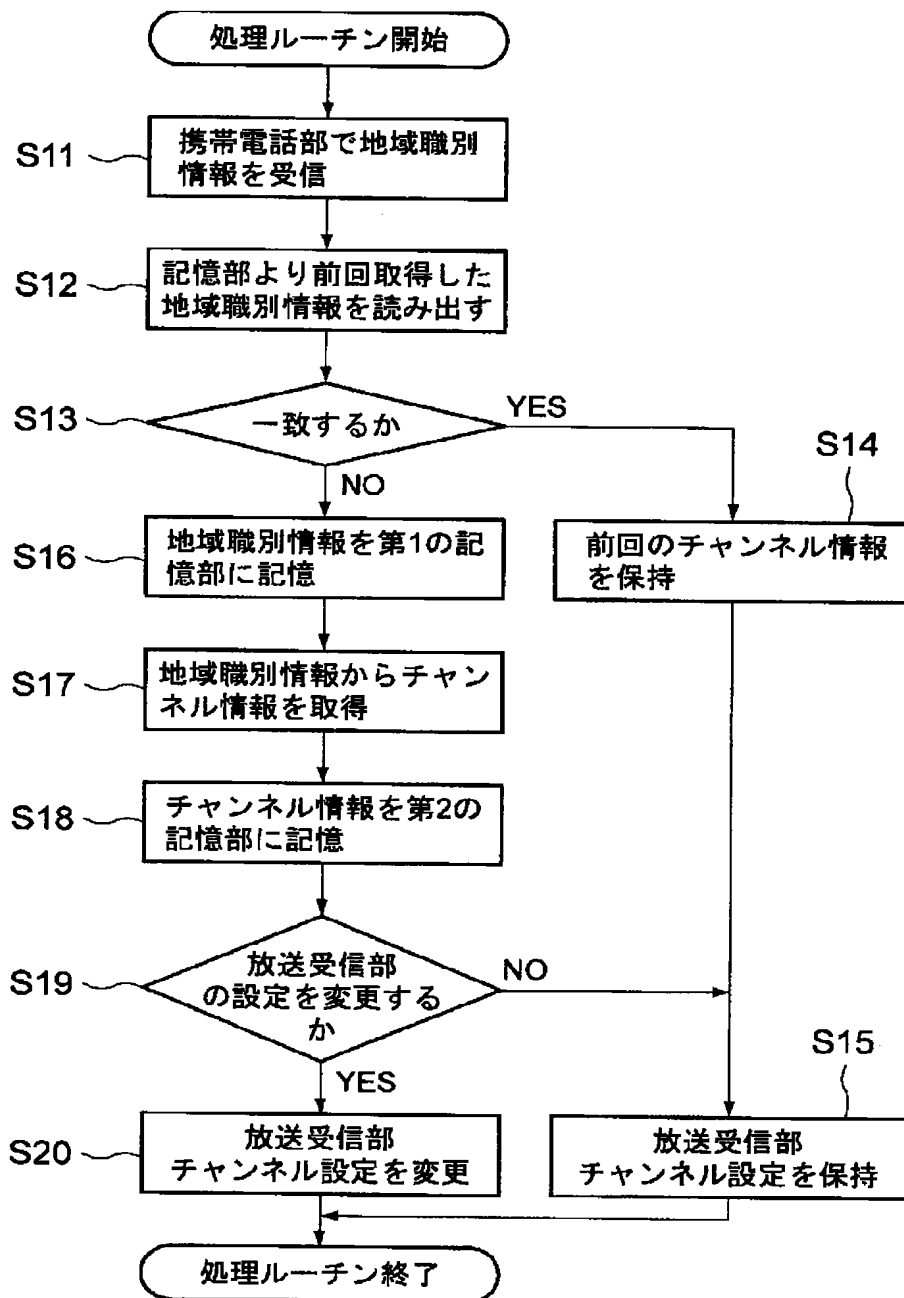 処理ルーチン開始
S11
携帯電話部で地域職別
情報を受信
S12
記憶部より前回取得した
地域職別情報を読み出す
S13
一致するか
YES
NO
S14
前回のチャンネル情報
を保持
S16
地域職別情報を第1の記
憶部に記憶
S17
地域職別情報からチャン
ネル情報を取得
S18
チャンネル情報を第2の
記憶部に記憶
S19
放送受信部
の設定を変更する
か
NO
YES
S15
放送受信部
チャンネル設定を保持
S20
放送受信部
チャンネル設定を変更
処理ルーチン終了